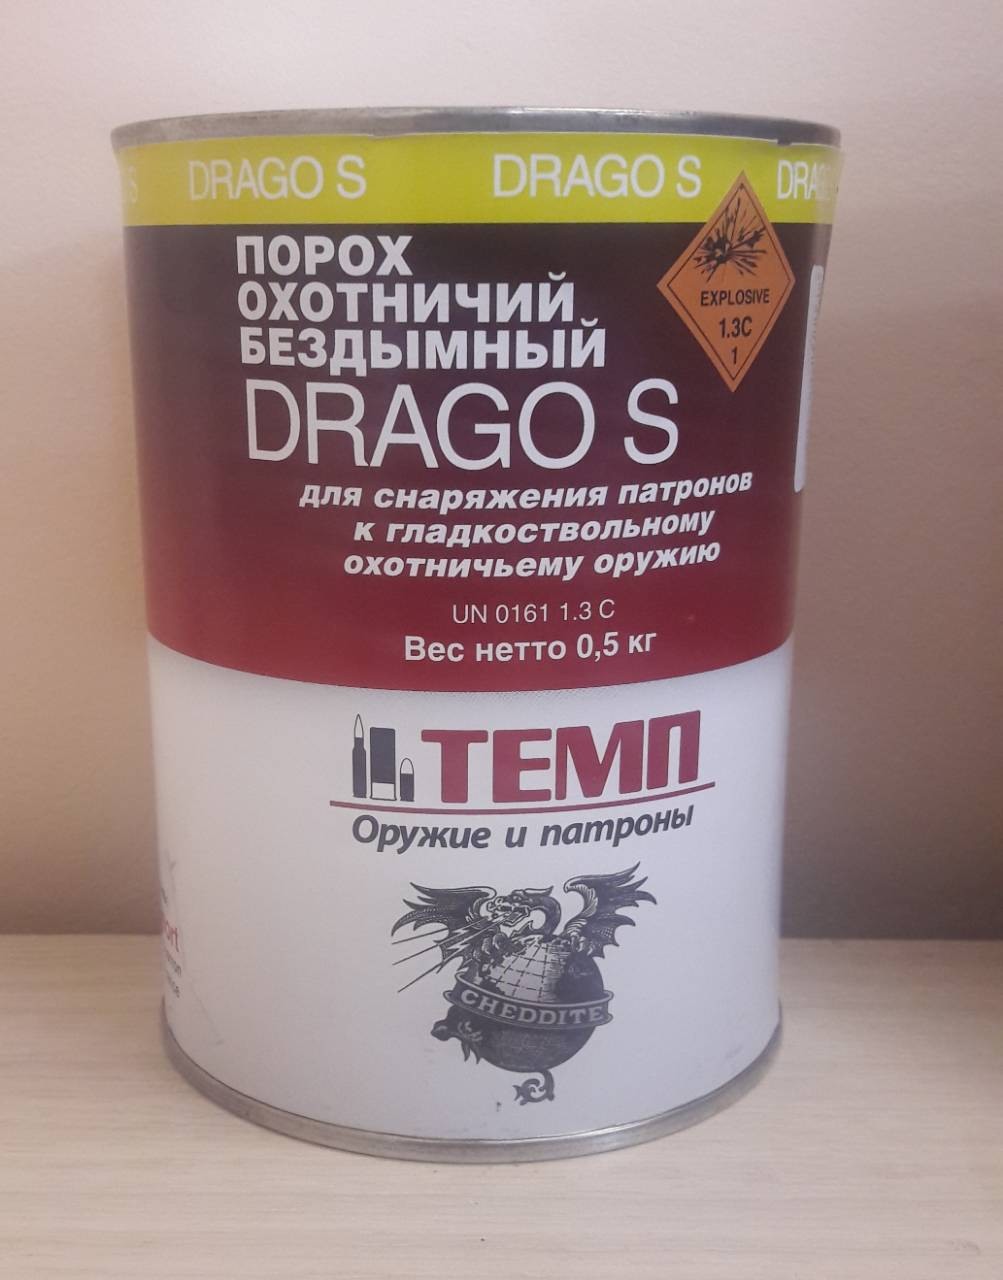 DRAGO S DRAGO S DRAGO
ПОРОХ
ОХОТНИЧИЙ
БЕЗДЫМНЫЙ
DRAGO S
EXPLOSIVE
1.3C
1
для снаряжения патронов
к гладкоствольному
охотничьему оружию
UN 0161 1.3 C
Вес нетто 0,5 кг
ТЕМП
Оружие и патроны
CHEDDITE